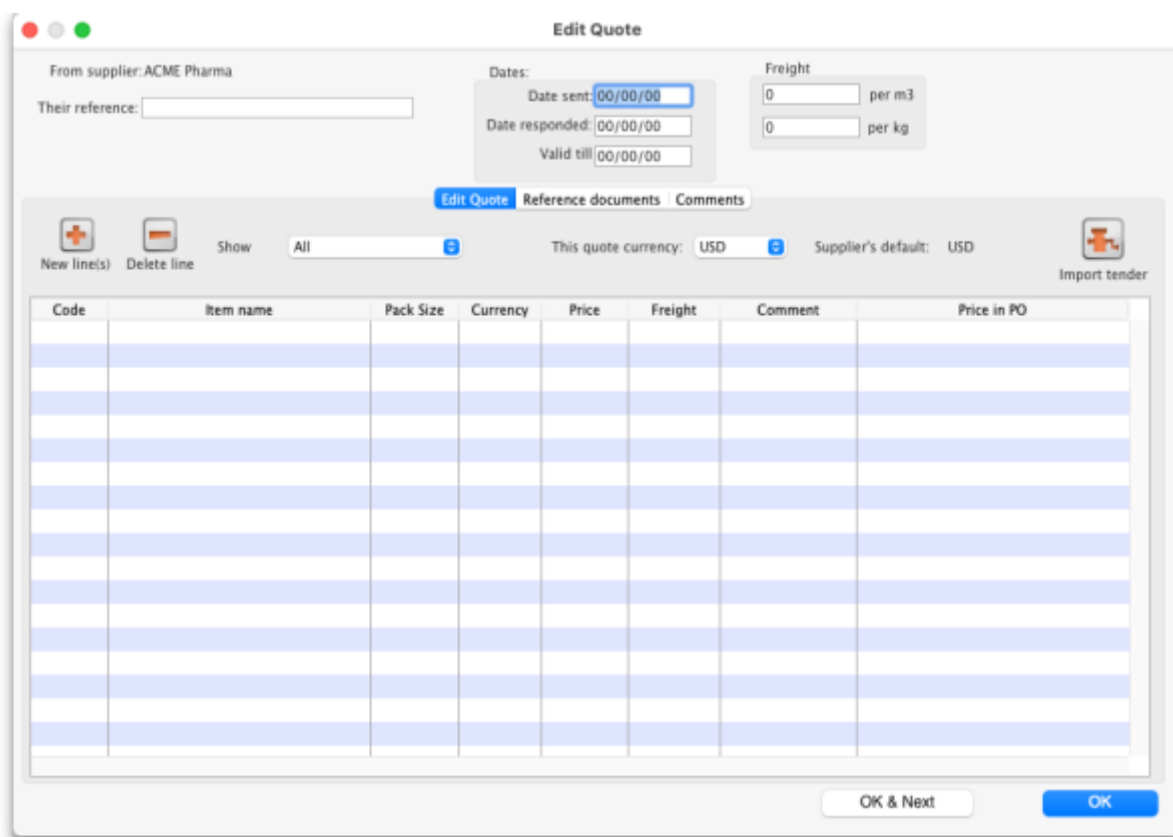 Edit Quote
From supplier: ACME Pharma
Their reference:
Dates:
Date sent: 00/00/00
Date responded: 00/00/00
Valid till 00/00/00
Freight
0 per m3
0 per kg
Edit Quote Reference documents Comments
New line(s) Delete line Show All This quote currency: USD Supplier's default: USD Import tender
Code Item name Pack Size Currency Price Freight Comment Price in PO
OK & Next OK